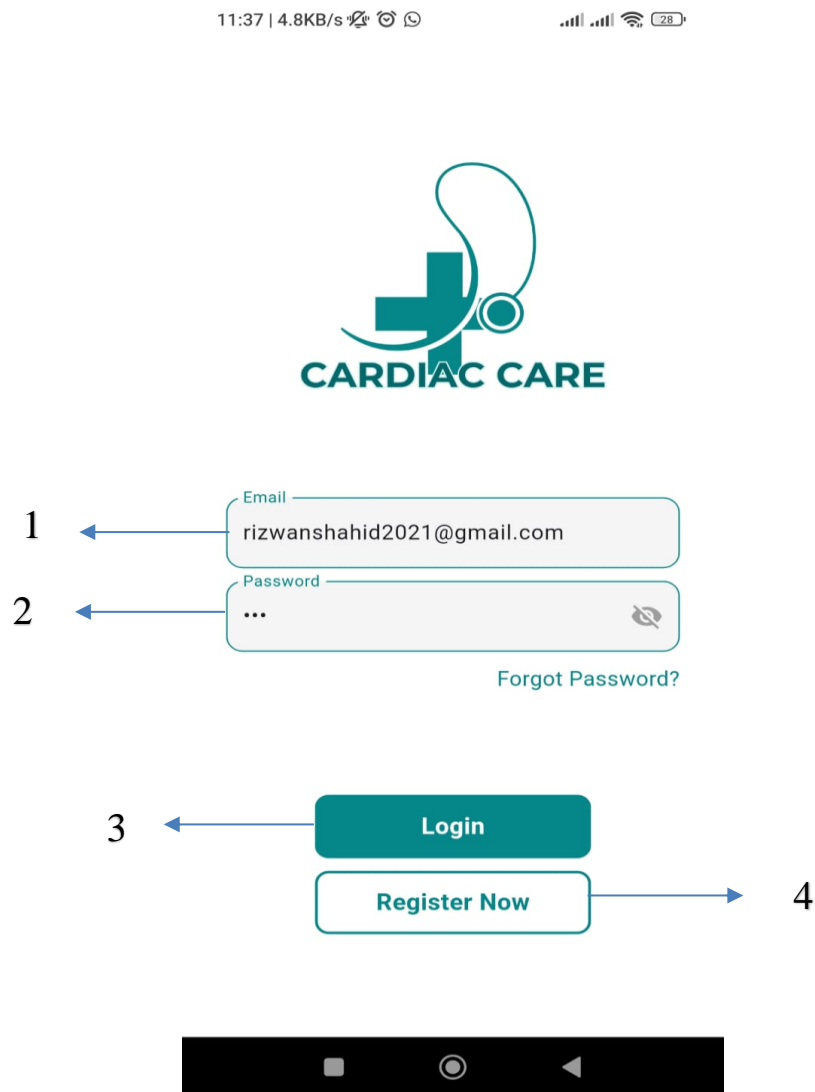 11:37 | 4.8KB/s 28
CARDIAC CARE
Email
1 rizwanshahid2021@gmail.com
Password
2 •••
Forgot Password?
3 Login
Register Now 4